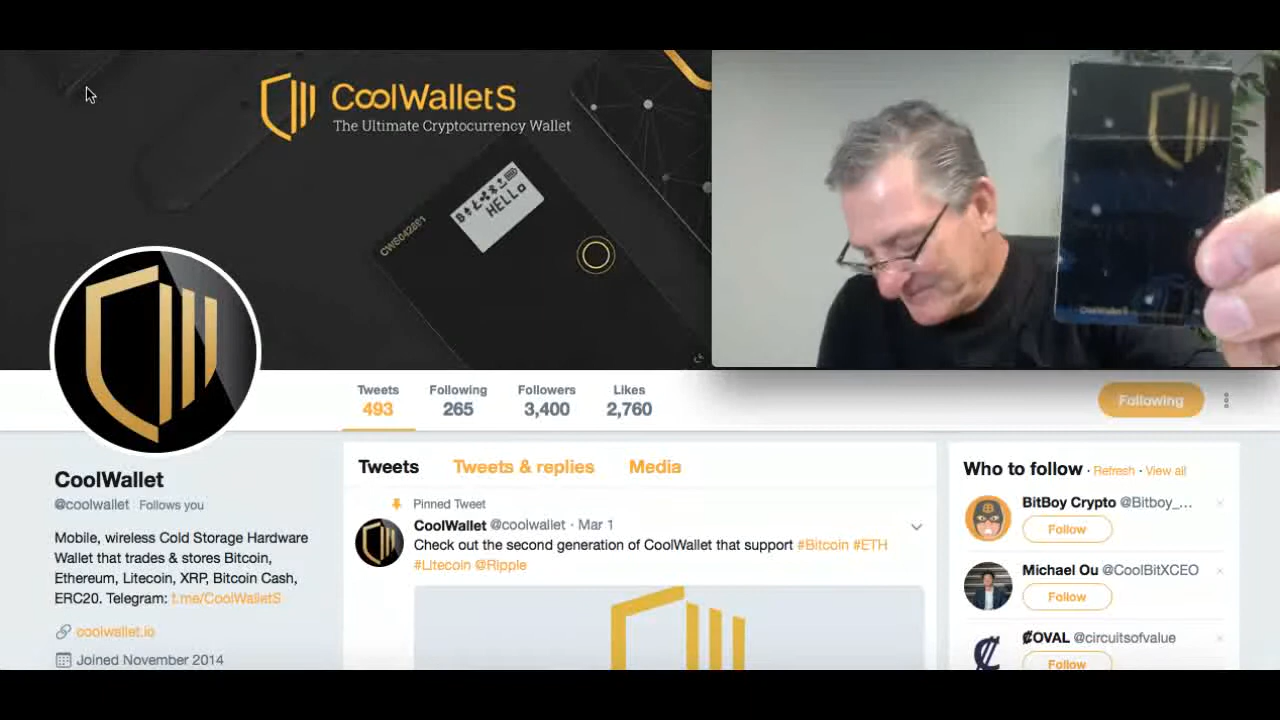 CoolWalletS
The Ultimate Cryptocurrency Wallet
HELLO
CWS042801
Tweets
493
Following
265
Followers
3,400
Likes
2,760
Following
CoolWallet
@coolwallet Follows you
Mobile, wireless Cold Storage Hardware
Wallet that trades & stores Bitcoin,
Ethereum, Litecoin, XRP, Bitcoin Cash,
ERC20. Telegram: t.me/CoolWalletS
coolwallet.io
Joined November 2014
Tweets Tweets & replies Media
Pinned Tweet
CoolWallet @coolwallet · Mar 1
Check out the second generation of CoolWallet that support #Bitcoin #ETH
#Litecoin @Ripple
Who to follow · Refresh · View all
BitBoy Crypto @Bitboy_...
Follow
Michael Ou @CoolBitXCEO
Follow
₡OVAL @circuitsofvalue
Follow